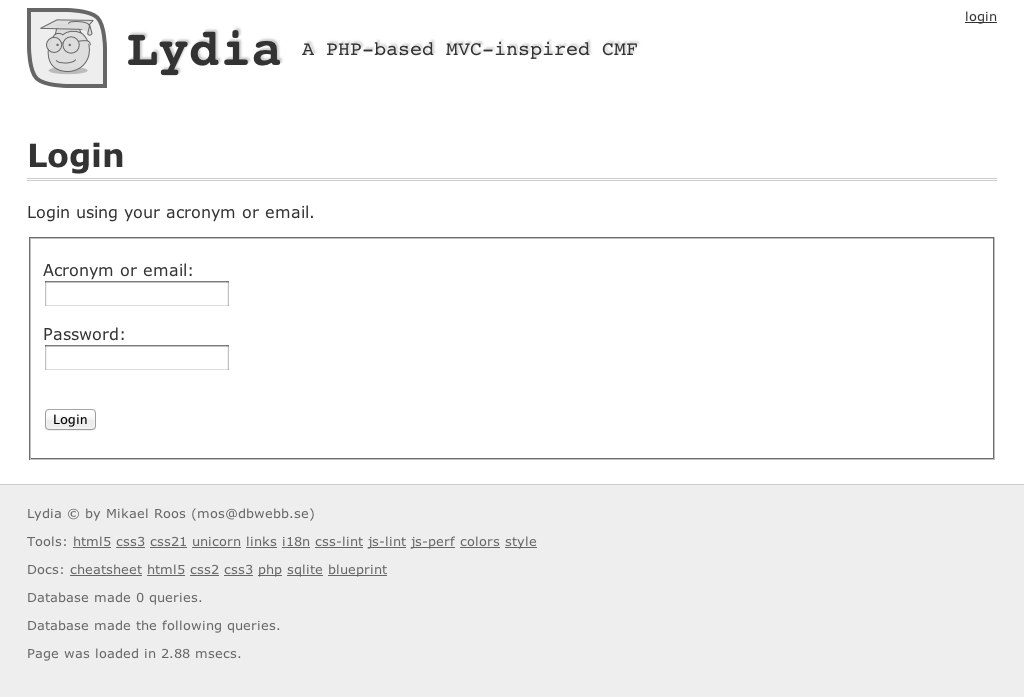 login
Lydia A PHP-based MVC-inspired CMF
Login
Login using your acronym or email.
Acronym or email:
Password:
Login
Lydia © by Mikael Roos (mos@dbwebb.se)
Tools: html5 css3 css21 unicorn links i18n css-lint js-lint js-perf colors style
Docs: cheatsheet html5 css2 css3 php sqlite blueprint
Database made 0 queries.
Database made the following queries.
Page was loaded in 2.88 msecs.